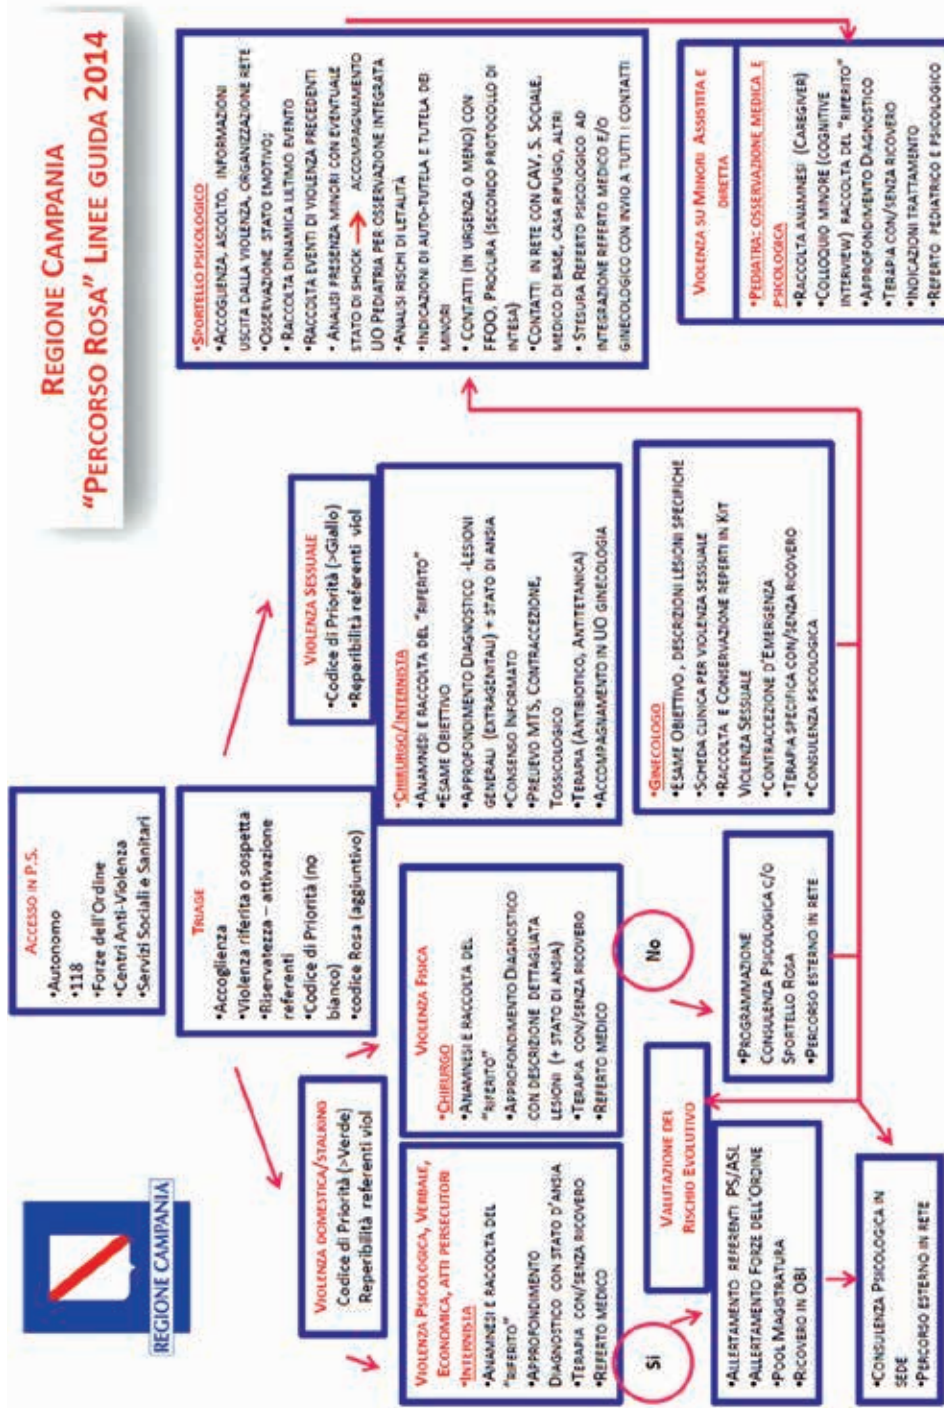 REGIONE CAMPANIA
"PERCORSO ROSA" LINEE GUIDA 2014
REGIONE CAMPANIA
ACCESSO IN P.S.
•Autonomo
•118
•Forze dell'Ordine
•Centri Anti-Violenza
•Servizi Sociali e Sanitari
TRIAGE
•Accoglienza
•Violenza riferita o sospetta
•Riservatezza – attivazione
referenti
•Codice di Priorità (no
bianco)
•codice Rosa (aggiuntivo)
VIOLENZA DOMESTICA/STALKING
Codice di Priorità (>Verde)
Reperibilità referenti viol
VIOLENZA SESSUALE
•Codice di Priorità (>Giallo)
•Reperibilità referenti viol
VIOLENZA PSICOLOGICA, VERBALE,
ECONOMICA, ATTI PERSECUTORI
•INTERNISTA
•ANAMNESI E RACCOLTA DEL
"RIFERITO"
•APPROFONDIMENTO
DIAGNOSTICO CON STATO D'ANSIA
•TERAPIA CON/SENZA RICOVERO
•REFERTO MEDICO
VIOLENZA FISICA
•CHIRURGO
•ANAMNESI E RACCOLTA DEL
"RIFERITO"
•APPROFONDIMENTO DIAGNOSTICO
CON DESCRIZIONE DETTAGLIATA
LESIONI (+ STATO DI ANSIA)
•TERAPIA CON/SENZA RICOVERO
•REFERTO MEDICO
•CHIRURGO/INTERNISTA
•ANAMNESI E RACCOLTA DEL "RIFERITO"
•ESAME OBIETTIVO
•APPROFONDIMENTO DIAGNOSTICO -LESIONI
GENERALI (EXTRAGENITALI) + STATO DI ANSIA
•CONSENSO INFORMATO
•PRELIEVO MTS, CONTRACCEZIONE,
TOSSICOLOGICO
•TERAPIA (ANTIBIOTICO, ANTITETANICA)
•ACCOMPAGNAMENTO IN UO GINECOLOGIA
•SPORTELLO PSICOLOGICO
•ACCOGLIENZA, ASCOLTO, INFORMAZIONI
USCITA DALLA VIOLENZA, ORGANIZZAZIONE RETE
•OSSERVAZIONE STATO EMOTIVO;
• RACCOLTA DINAMICA ULTIMO EVENTO
•RACCOLTA EVENTI DI VIOLENZA PRECEDENTI
• ANALISI PRESENZA MINORI CON EVENTUALE
STATO DI SHOCK → ACCOMPAGNAMENTO
UO PEDIATRIA PER OSSERVAZIONE INTEGRATA
•ANALISI RISCHI DI LETALITÀ
•INDICAZIONI DI AUTO-TUTELA E TUTELA DEI
MINORI
• CONTATTI (IN URGENZA O MENO) CON
FFOO, PROCURA (SECONDO PROTOCOLLO DI
INTESA)
•CONTATTI IN RETE CON CAV, S. SOCIALE,
MEDICO DI BASE, CASA RIFUGIO, ALTRI
• STESURA REFERTO PSICOLOGICO AD
INTEGRAZIONE REFERTO MEDICO E/O
GINECOLOGICO CON INVIO A TUTTI I CONTATTI
Si
VALUTAZIONE DEL
RISCHIO EVOLUTIVO
No
•ALLERTAMENTO REFERENTI PS/ASL
•ALLERTAMENTO FORZE DELL'ORDINE
•POOL MAGISTRATURA
•RICOVERO IN OBI
•PROGRAMMAZIONE
CONSULENZA PSICOLOGICA C/O
SPORTELLO ROSA
•PERCORSO ESTERNO IN RETE
•GINECOLOGO
•ESAME OBIETTIVO , DESCRIZIONI LESIONI SPECIFICHE
•SCHEDA CLINICA PER VIOLENZA SESSUALE
•RACCOLTA E CONSERVAZIONE REPERTI IN KIT
VIOLENZA SESSUALE
•CONTRACCEZIONE D'EMERGENZA
•TERAPIA SPECIFICA CON/SENZA RICOVERO
•CONSULENZA PSICOLOGICA
•CONSULENZA PSICOLOGICA IN
SEDE
•PERCORSO ESTERNO IN RETE
VIOLENZA SU MINORI ASSISTITA E
DIRETTA
•PEDIATRA: OSSERVAZIONE MEDICA E
PSICOLOGICA
•RACCOLTA ANAMNESI (CAREGIVER)
•COLLOQUIO MINORE (COGNITIVE
INTERVIEW) RACCOLTA DEL "RIFERITO"
•APPROFONDIMENTO DIAGNOSTICO
•TERAPIA CON/SENZA RICOVERO
•INDICAZIONI TRATTAMENTO
•REFERTO PEDIATRICO E PSICOLOGICO